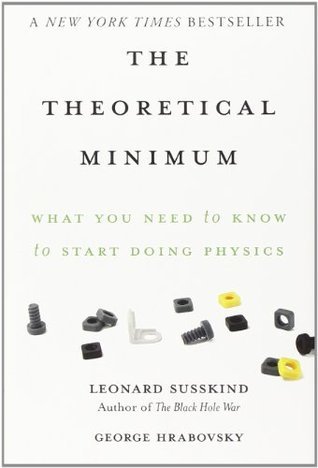 A NEW YORK TIMES BESTSELLER
THE
THEORETICAL
MINIMUM
WHAT YOU NEED to KNOW
to START DOING PHYSICS
LEONARD SUSSKIND
Author of The Black Hole War
GEORGE HRABOVSKY